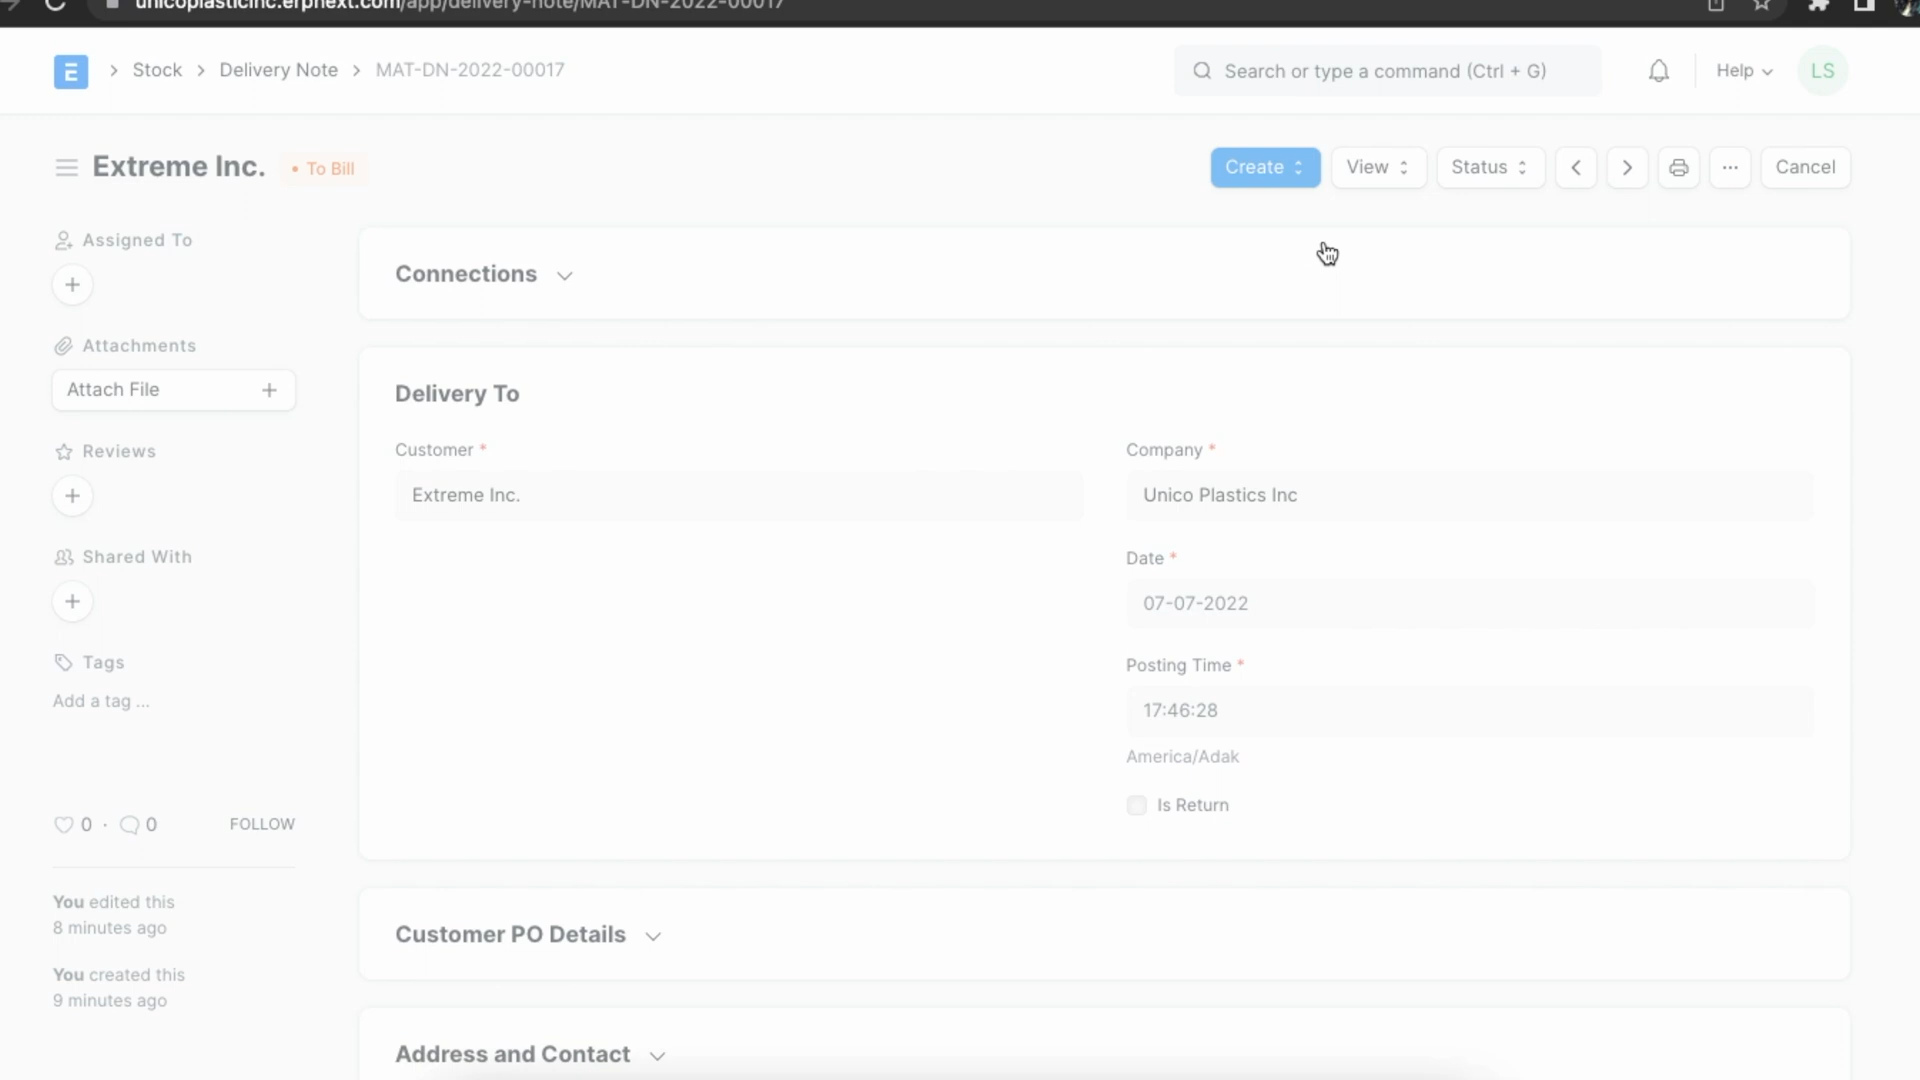 unicoplasticinc.erpnext.com/app/delivery-note/MAT-DN-2022-00017
E
Stock
Delivery Note
MAT-DN-2022-00017
Search or type a command (Ctrl + G)
Help
LS
Extreme Inc.
• To Bill
Create
View
Status
...
Cancel
Assigned To
Attachments
Attach File
Reviews
Shared With
Tags
Add a tag ...
0 · 0
FOLLOW
You edited this
8 minutes ago
You created this
9 minutes ago
Connections
Delivery To
Customer *
Extreme Inc.
Company *
Unico Plastics Inc
Date *
07-07-2022
Posting Time *
17:46:28
America/Adak
Is Return
Customer PO Details
Address and Contact